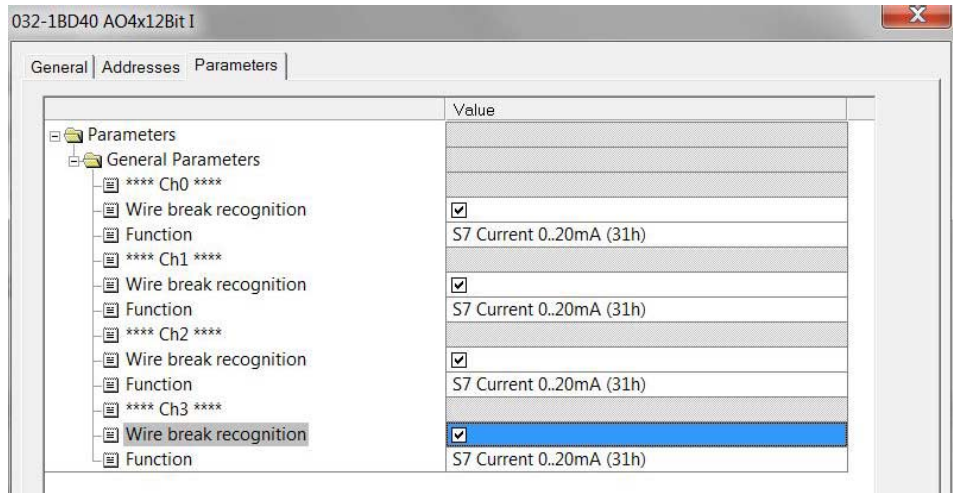 032-1BD40 AO4x12Bit I
General Addresses Parameters
Value
Parameters
General Parameters
**** Ch0 ****
Wire break recognition
Function S7 Current 0..20mA (31h)
**** Ch1 ****
Wire break recognition
Function S7 Current 0..20mA (31h)
**** Ch2 ****
Wire break recognition
Function S7 Current 0..20mA (31h)
**** Ch3 ****
Wire break recognition
Function S7 Current 0..20mA (31h)